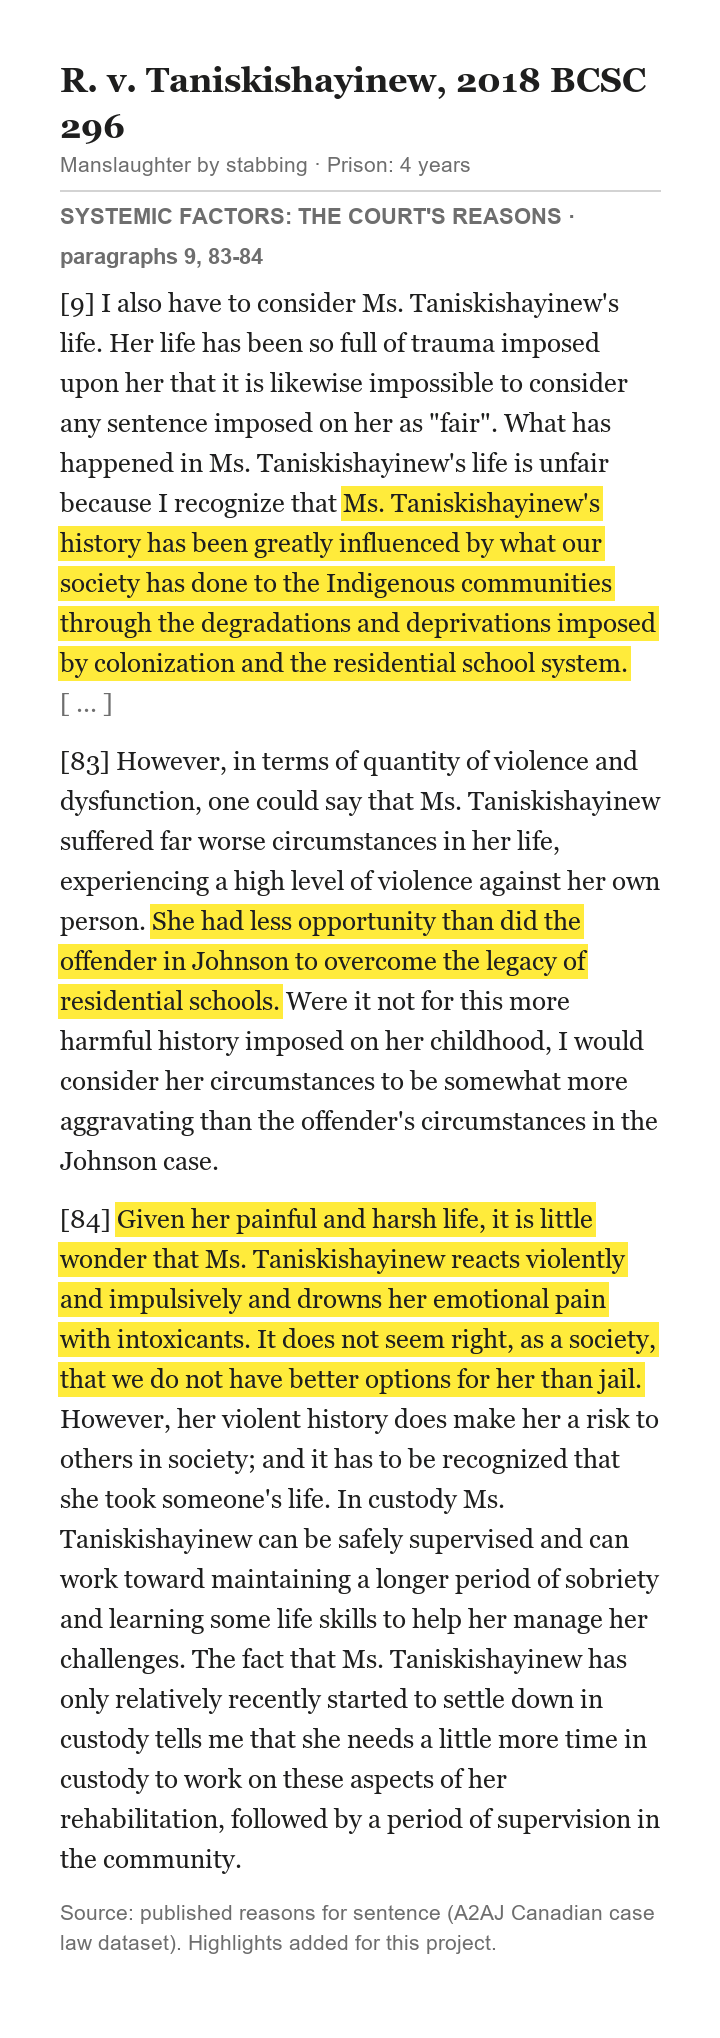 R. v. Taniskishayinew, 2018 BCSC
296
Manslaughter by stabbing · Prison: 4 years
SYSTEMIC FACTORS: THE COURT'S REASONS ·
paragraphs 9, 83-84
[9] I also have to consider Ms. Taniskishayinew's
life. Her life has been so full of trauma imposed
upon her that it is likewise impossible to consider
any sentence imposed on her as "fair". What has
happened in Ms. Taniskishayinew's life is unfair
because I recognize that Ms. Taniskishayinew's
history has been greatly influenced by what our
society has done to the Indigenous communities
through the degradations and deprivations imposed
by colonization and the residential school system.
[ ... ]
[83] However, in terms of quantity of violence and
dysfunction, one could say that Ms. Taniskishayinew
suffered far worse circumstances in her life,
experiencing a high level of violence against her own
person. She had less opportunity than did the
offender in Johnson to overcome the legacy of
residential schools. Were it not for this more
harmful history imposed on her childhood, I would
consider her circumstances to be somewhat more
aggravating than the offender's circumstances in the
Johnson case.
[84] Given her painful and harsh life, it is little
wonder that Ms. Taniskishayinew reacts violently
and impulsively and drowns her emotional pain
with intoxicants. It does not seem right, as a society,
that we do not have better options for her than jail.
However, her violent history does make her a risk to
others in society; and it has to be recognized that
she took someone's life. In custody Ms.
Taniskishayinew can be safely supervised and can
work toward maintaining a longer period of sobriety
and learning some life skills to help her manage her
challenges. The fact that Ms. Taniskishayinew has
only relatively recently started to settle down in
custody tells me that she needs a little more time in
custody to work on these aspects of her
rehabilitation, followed by a period of supervision in
the community.
Source: published reasons for sentence (A2AJ Canadian case
law dataset). Highlights added for this project.